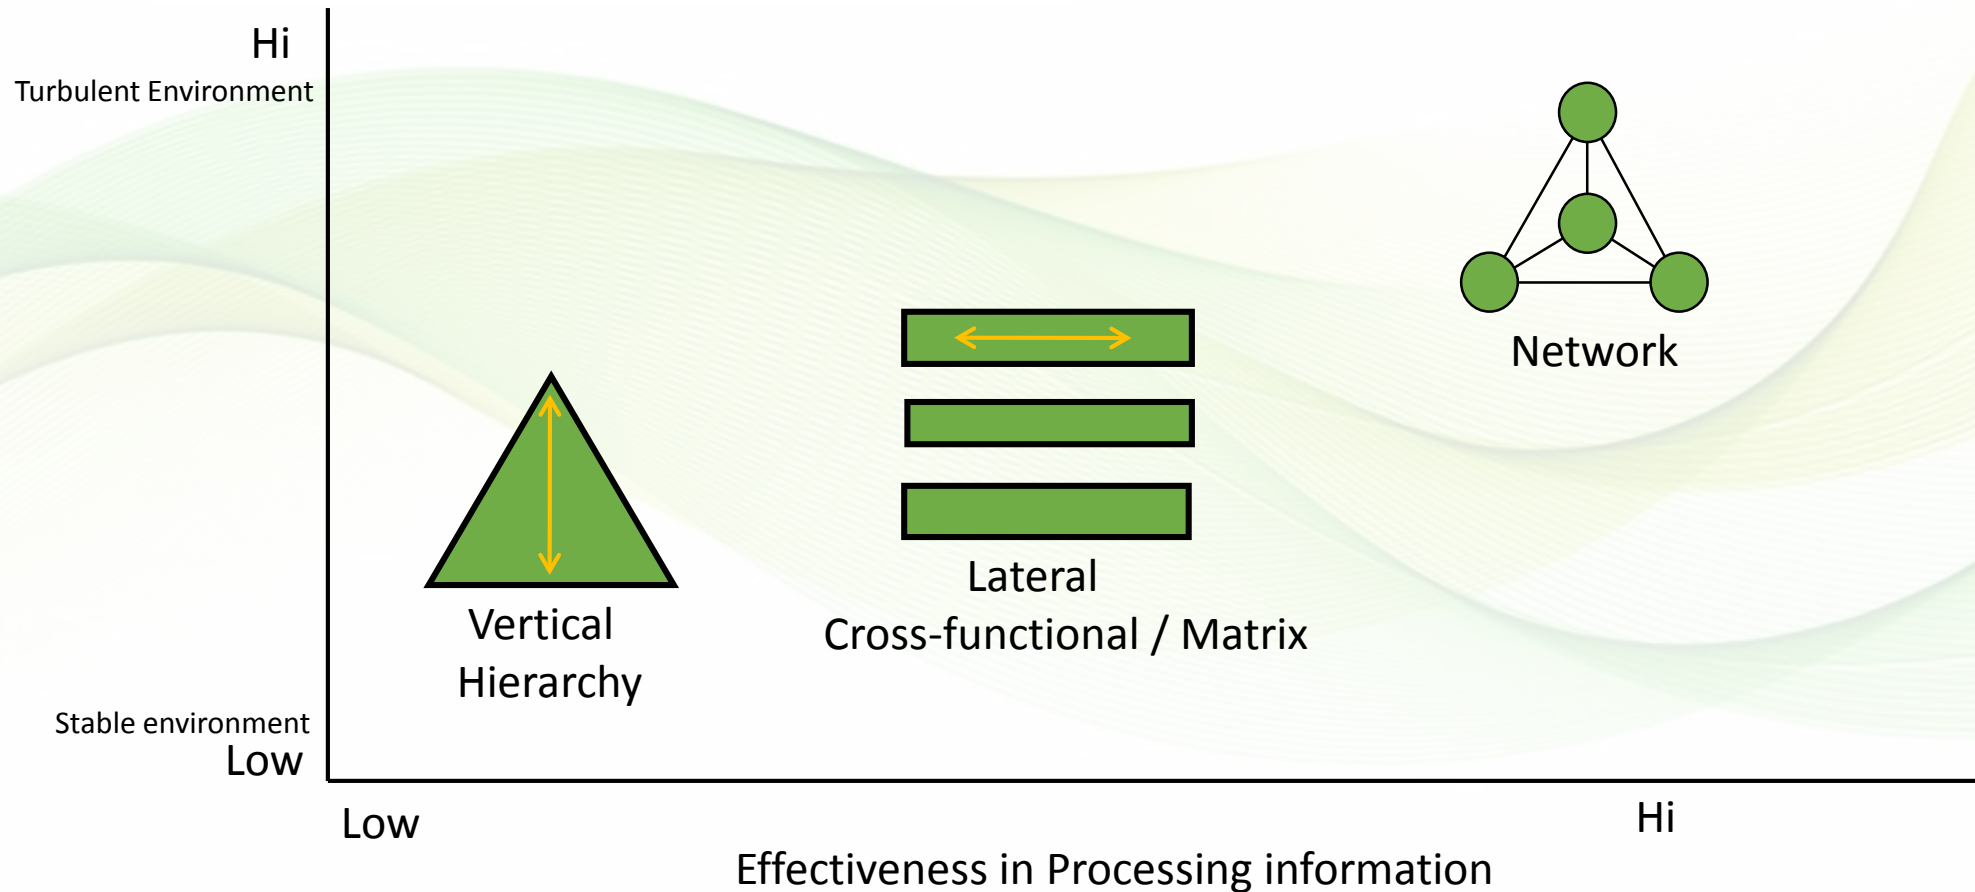 Hi
Turbulent Environment
Network
Lateral
Cross-functional / Matrix
Vertical
Hierarchy
Stable environment
Low
Low
Hi
Effectiveness in Processing information